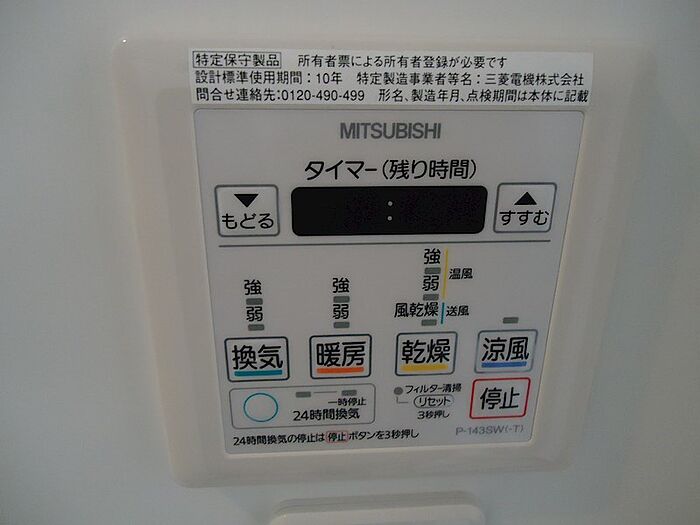 特定保守製品 所有者票による所有者登録が必要です
設計標準使用期間：10年 特定製造事業者等名：三菱電機株式会社
問合せ連絡先：0120-490-499 形名、製造年月、点検期間は本体に記載
MITSUBISHI
タイマー(残り時間)
▼
もどる
:
▲
すすむ
強
弱
換気
強
弱
暖房
強
弱
温風
風乾燥
送風
乾燥
涼風
一時停止
24時間換気
フィルター清掃
リセット
3秒押し
停止
24時間換気の停止は 停止 ボタンを3秒押し
P-143SW(-T)